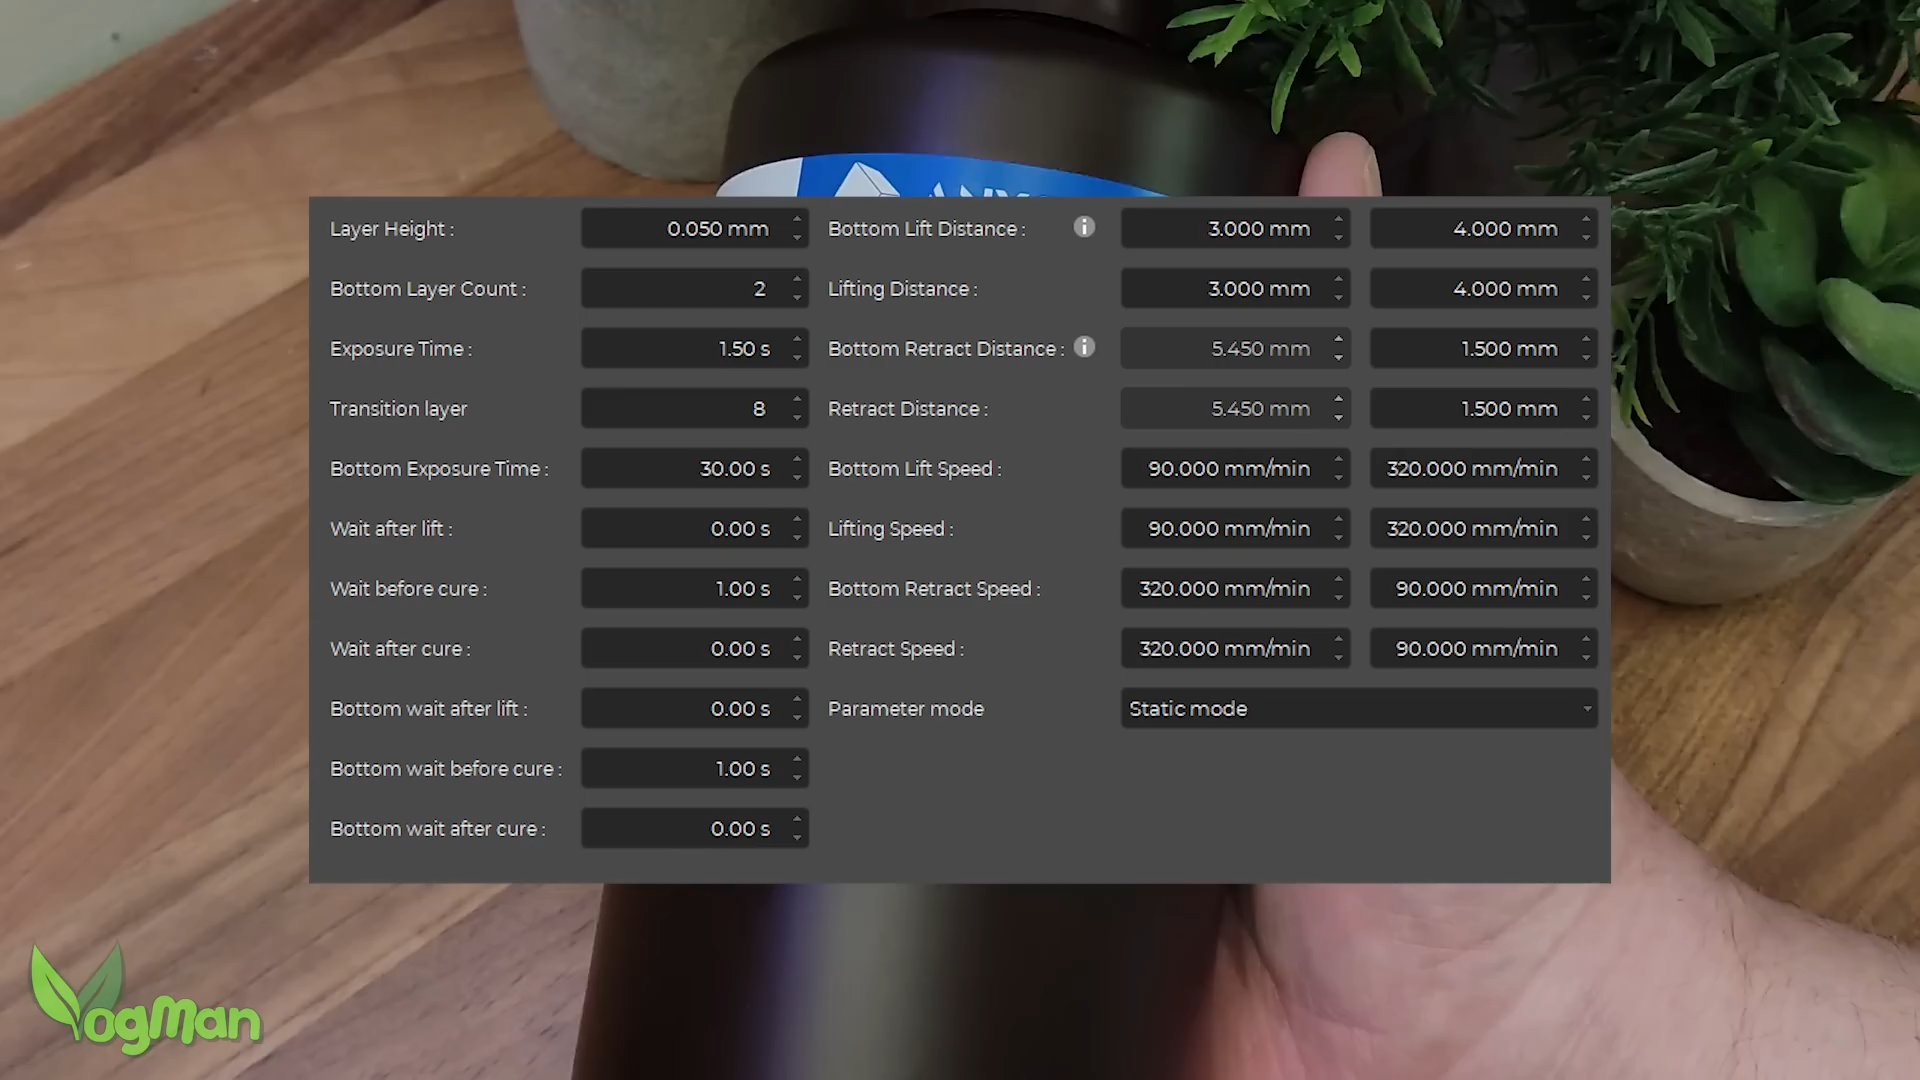 Layer Height : 0.050 mm Bottom Lift Distance : i 3.000 mm 4.000 mm
Bottom Layer Count : 2 Lifting Distance : 3.000 mm 4.000 mm
Exposure Time : 1.50 s Bottom Retract Distance : i 5.450 mm 1.500 mm
Transition layer 8 Retract Distance : 5.450 mm 1.500 mm
Bottom Exposure Time : 30.00 s Bottom Lift Speed : 90.000 mm/min 320.000 mm/min
Wait after lift : 0.00 s Lifting Speed : 90.000 mm/min 320.000 mm/min
Wait before cure : 1.00 s Bottom Retract Speed : 320.000 mm/min 90.000 mm/min
Wait after cure : 0.00 s Retract Speed : 320.000 mm/min 90.000 mm/min
Bottom wait after lift : 0.00 s Parameter mode Static mode
Bottom wait before cure : 1.00 s
Bottom wait after cure : 0.00 s
VogMan